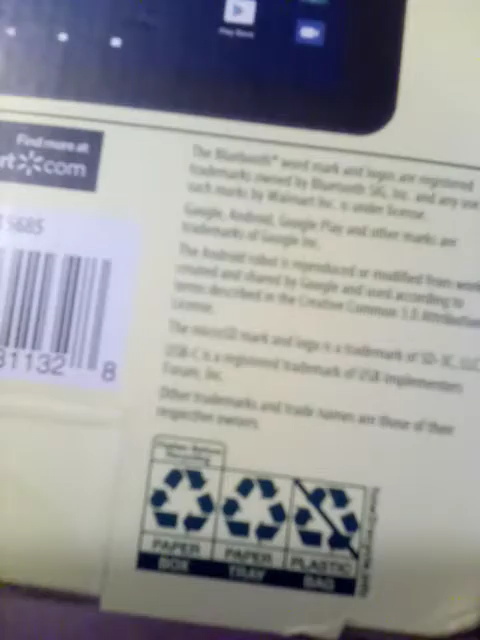 Play Store
Find more at
rt com
15685
31132 8
The Bluetooth® word mark and logos are registered
trademarks owned by Bluetooth SIG, Inc. and any use
such marks by Walmart Inc. is under license.
Google, Android, Google Play and other marks are
trademarks of Google Inc.
The Android robot is reproduced or modified from work
created and shared by Google and used according to
terms described in the Creative Common 3.0 Attribution
License.
The microSD mark and logo is a trademark of SD-3C, LLC
USB-C is a registered trademark of USB Implementers
Forum, Inc.
Other trademarks and trade names are those of their
respective owners.
PAPER
BOX
PAPER
TRAY
PLASTIC
BAG